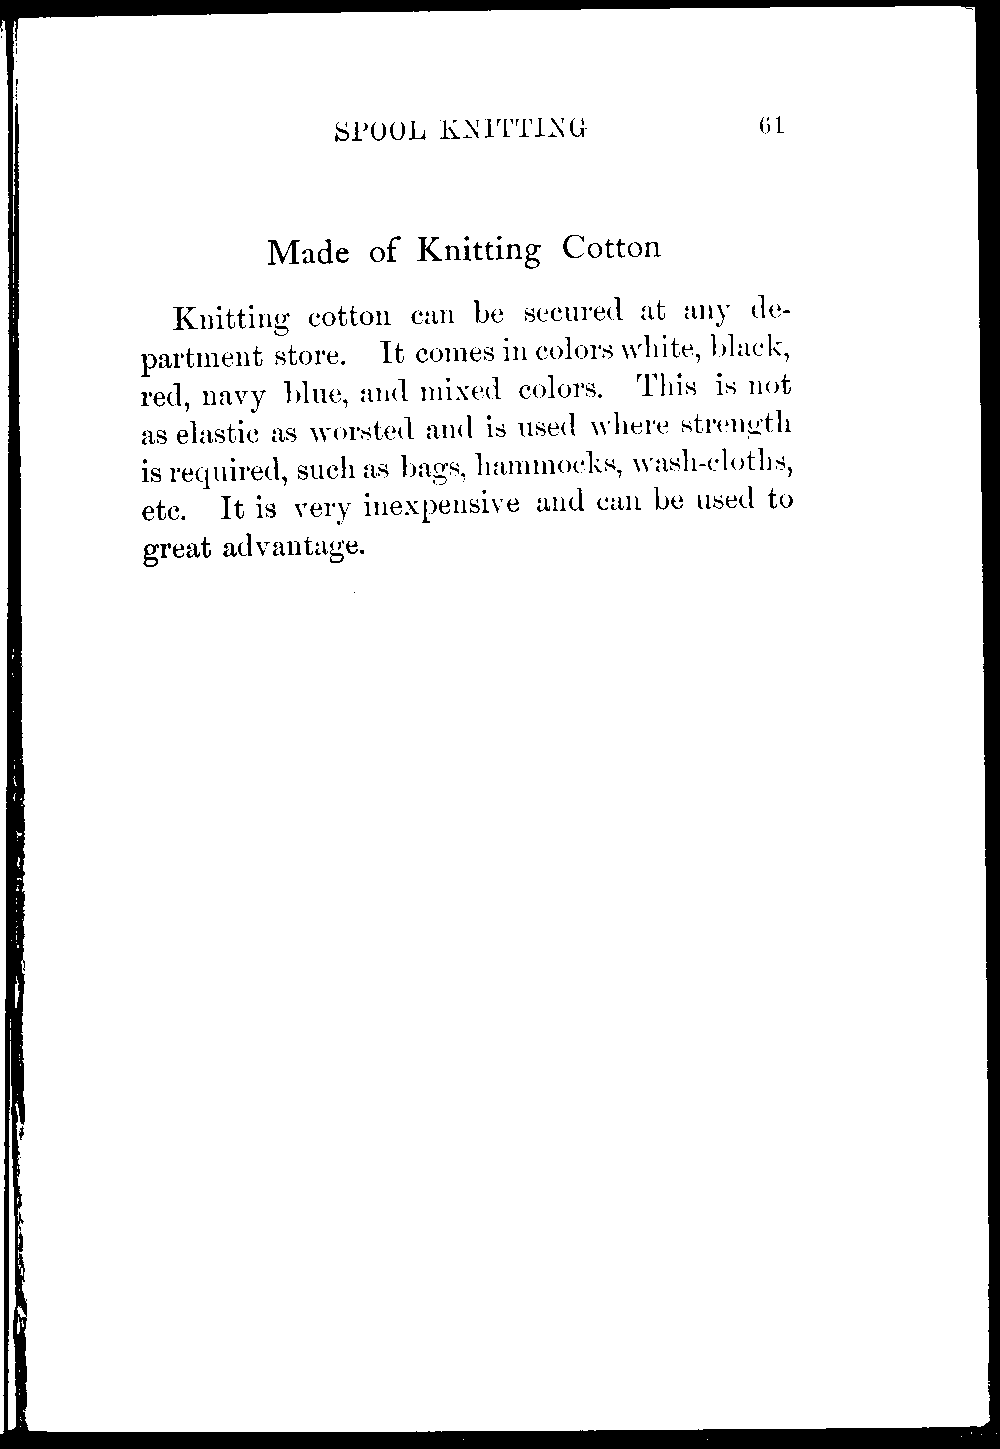 SPOOL KNITTING 61
Made of Knitting Cotton
Knitting cotton can be secured at any de-
partment store. It comes in colors white, black,
red, navy blue, and mixed colors. This is not
as elastic as worsted and is used where strength
is required, such as bags, hammocks, wash-cloths,
etc. It is very inexpensive and can be used to
great advantage.